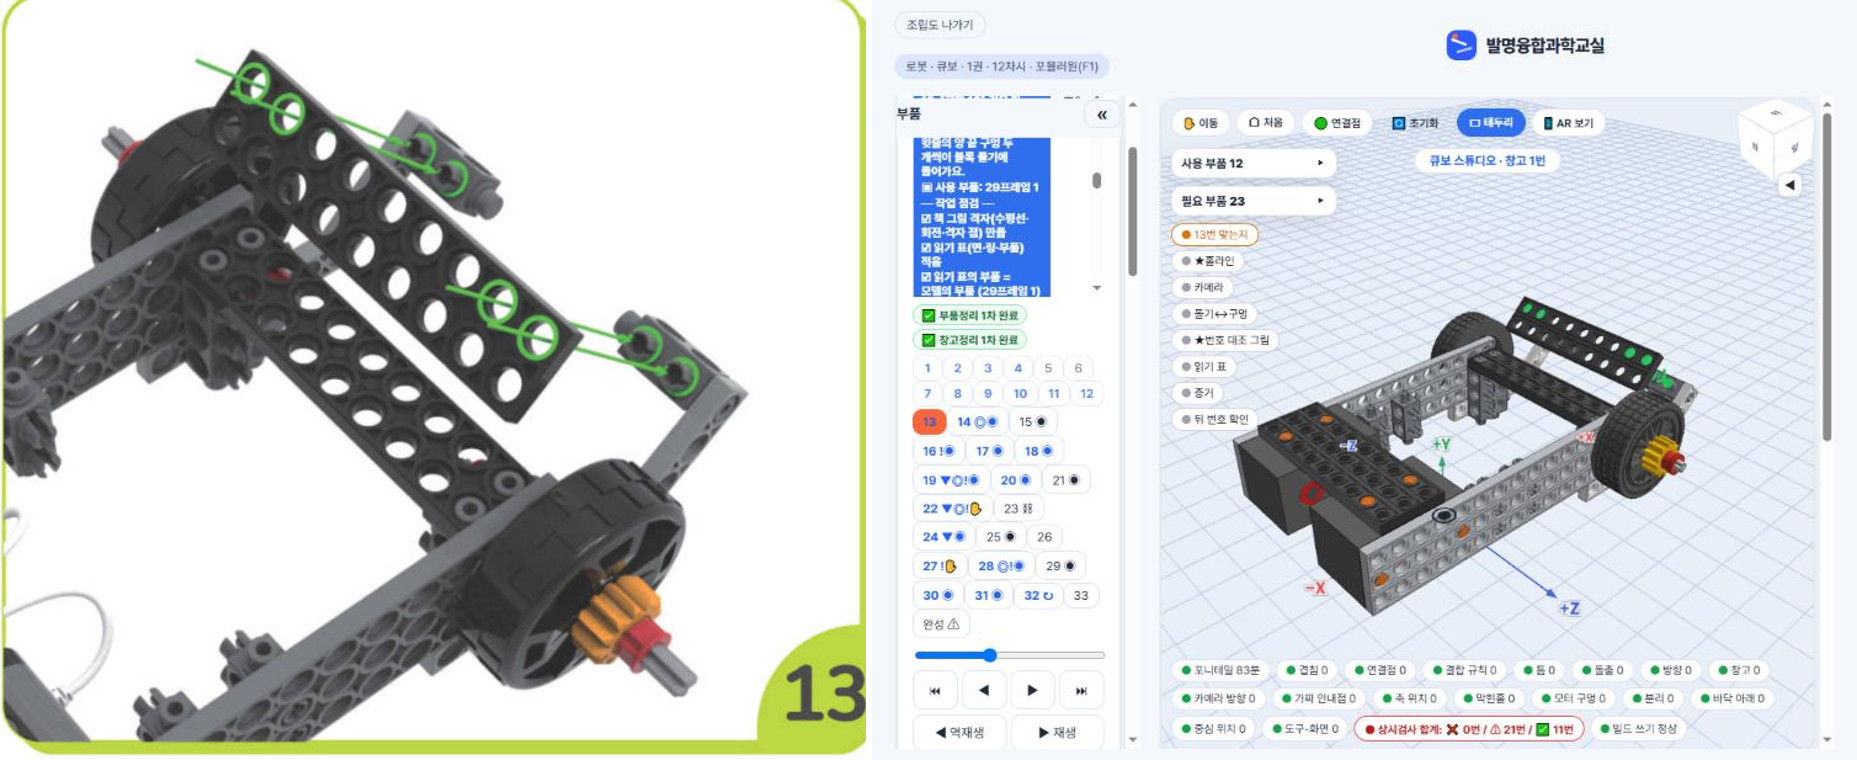 13
조립도 나가기
로봇 · 큐보 · 1권 · 12차시 · 포뮬러원(F1)
발명융합과학교실
부품
«
윗줄의 양 끝 구멍 두
개씩이 블록 돌기에
들어가요.
▣ 사용 부품: 29프레임 1
— 작업 점검 —
☑ 책 그림 격자(수평선·
회전·격자 점) 만듦
☑ 읽기 표(면·링·부품)
적음
☑ 읽기 표의 부품 =
모델의 부품 (29프레임 1)
✅ 부품정리 1차 완료
✅ 창고정리 1차 완료
1 2 3 4 5 6
7 8 9 10 11 12
13 14 ◎◉ 15 ◉
16 !◉ 17 ◉ 18 ◉
19 ▼◎!◉ 20 ◉ 21 ◉
22 ▼◎!✋ 23 ⛓
24 ▼◉ 25 ◉ 26
27 !✋ 28 ◎!◉ 29 ◉
30 ◉ 31 ◉ 32 ↻ 33
완성 ⚠
⏮ ◀ ▶ ⏭
◀ 역재생 ▶ 재생
이동 처음 연결점 초기화 테두리 AR 보기
큐보 스튜디오 · 창고 1번
사용 부품 12 ▸
필요 부품 23 ▸
13번 맞는지
★홀라인
카메라
돌기↔구멍
★번호 대조 그림
읽기 표
증거
뒤 번호 확인
-Z
+Y
+X
-X
+Z
포니테일 83분 겹침 0 연결점 0 결합 규칙 0 틈 0 돌출 0 방향 0 창고 0
카메라 방향 0 가짜 안내점 0 축 위치 0 막힌홀 0 모터 구멍 0 분리 0 바닥 아래 0
중심 위치 0 도구-화면 0 상시검사 합계: ✖ 0번 / ⚠ 21번 / ✅ 11번 빌드 쓰기 정상